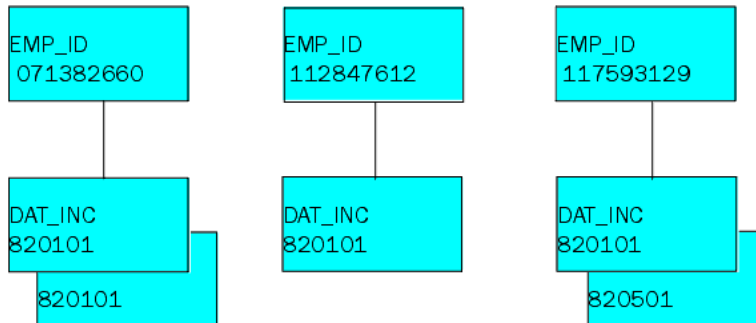 EMP_ID
071382660
EMP_ID
112847612
EMP_ID
117593129
DAT_INC
820101
820101
DAT_INC
820101
DAT_INC
820101
820501